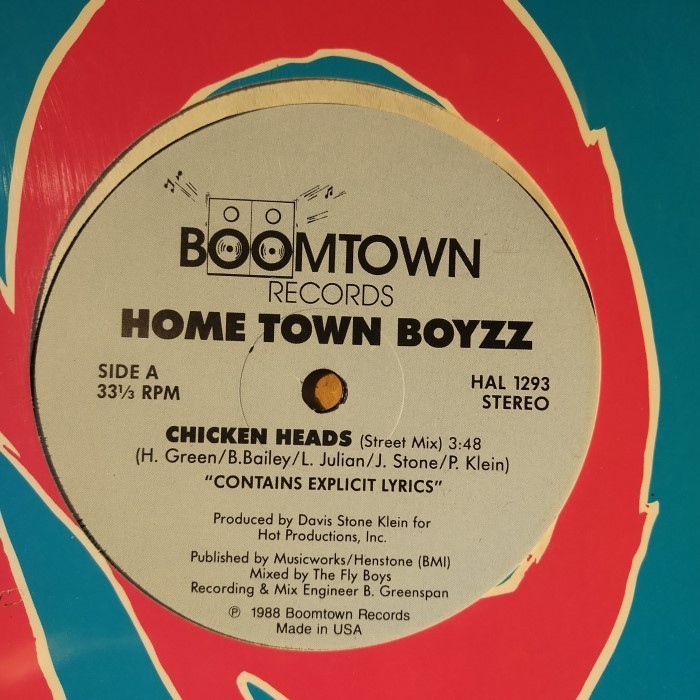 BOOMTOWN
RECORDS
HOME TOWN BOYZZ
SIDE A
33⅓ RPM
HAL 1293
STEREO
CHICKEN HEADS (Street Mix) 3:48
(H. Green/B.Bailey/L. Julian/J. Stone/P. Klein)
"CONTAINS EXPLICIT LYRICS"
Produced by Davis Stone Klein for
Hot Productions, Inc.
Published by Musicworks/Henstone (BMI)
Mixed by The Fly Boys
Recording & Mix Engineer B. Greenspan
℗ 1988 Boomtown Records
Made in USA